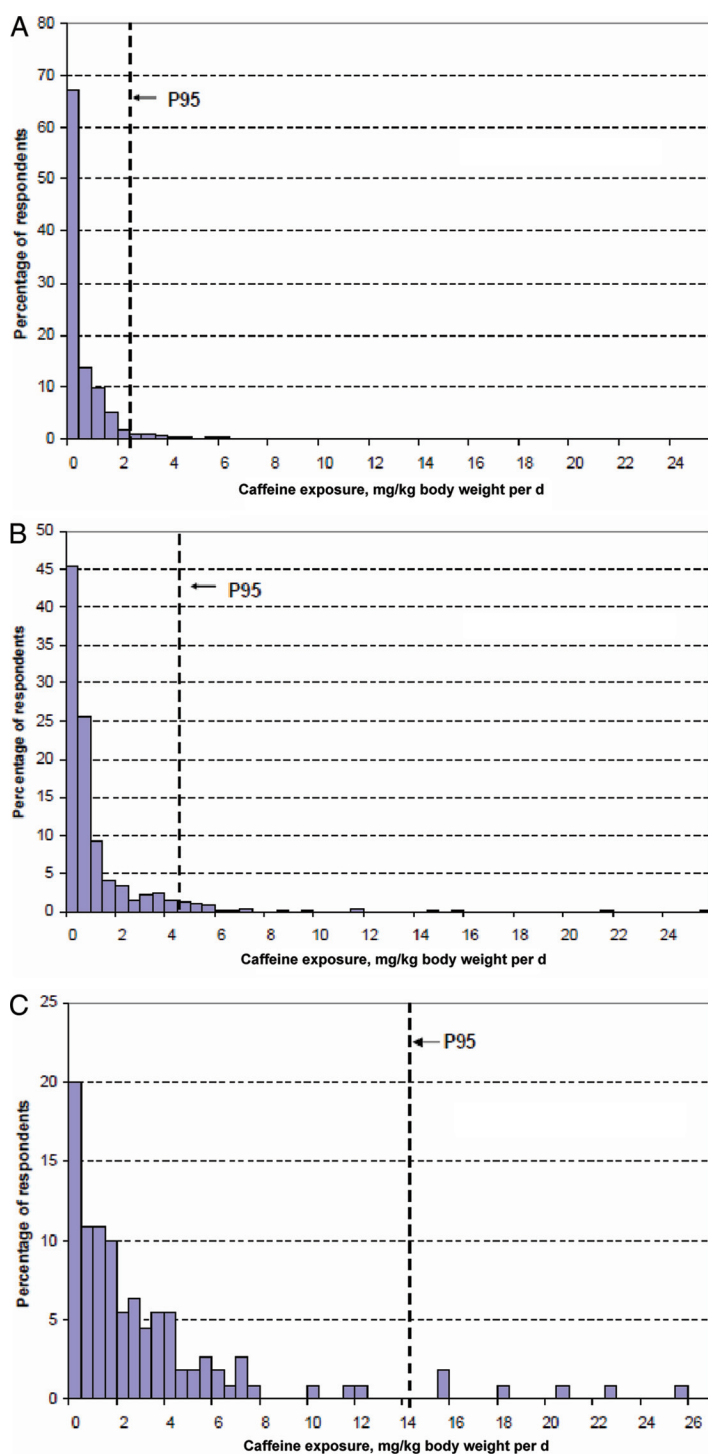 A
80
70
60
50
40
30
20
10
0
Percentage of respondents
P95
0 2 4 6 8 10 12 14 16 18 20 22 24
Caffeine exposure, mg/kg body weight per d
B
50
45
40
35
30
25
20
15
10
5
0
Percentage of respondents
P95
0 2 4 6 8 10 12 14 16 18 20 22 24
Caffeine exposure, mg/kg body weight per d
C
25
20
15
10
5
0
Percentage of respondents
P95
0 2 4 6 8 10 12 14 16 18 20 22 24 26
Caffeine exposure, mg/kg body weight per d